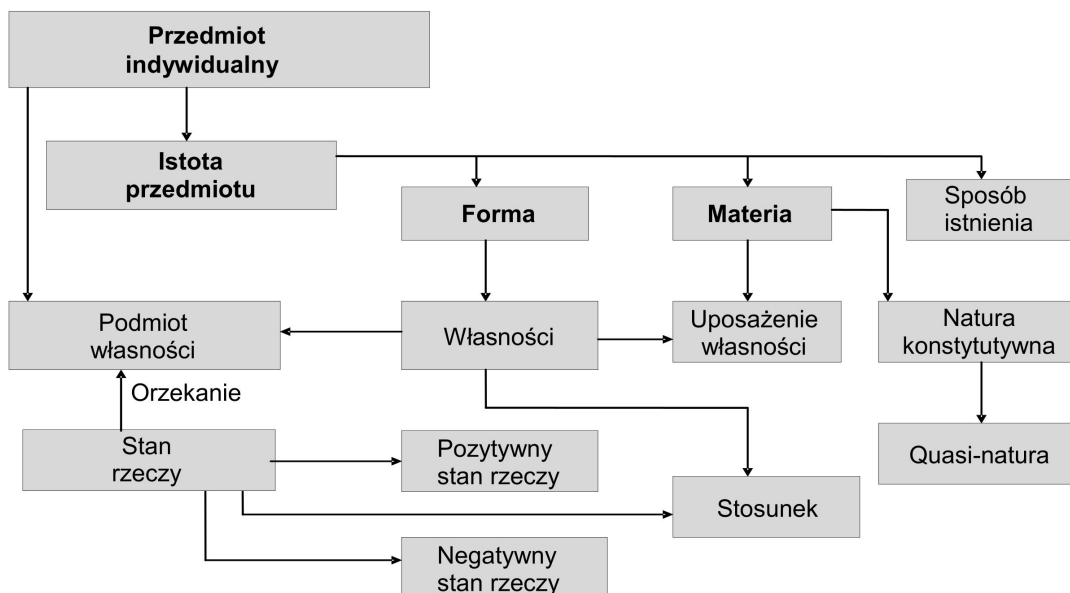 Przedmiot
indywidualny
Istota
przedmiotu
Forma
Materia
Sposób
istnienia
Podmiot
własności
Własności
Uposażenie
własności
Natura
konstytutywna
Orzekanie
Stan
rzeczy
Pozytywny
stan rzeczy
Quasi-natura
Stosunek
Negatywny
stan rzeczy